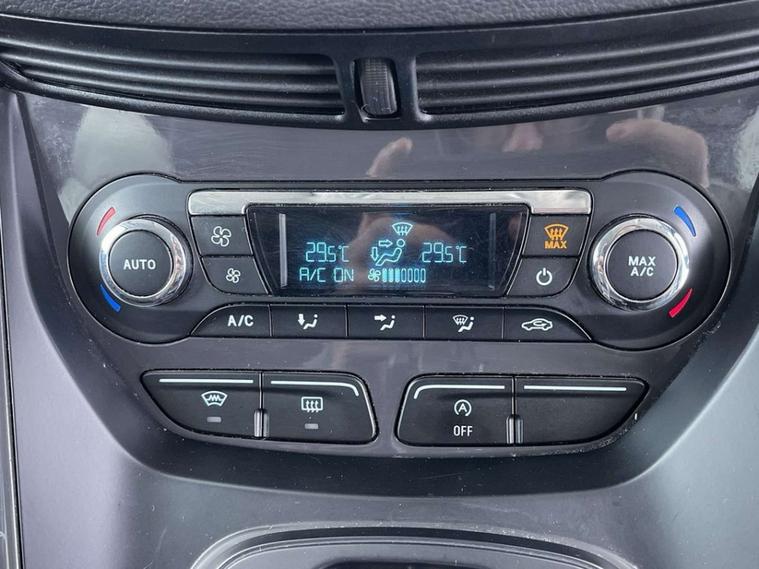 MAX
29.5°C
29.5°C
A/C ON
AUTO
MAX
A/C
A/C
A
OFF